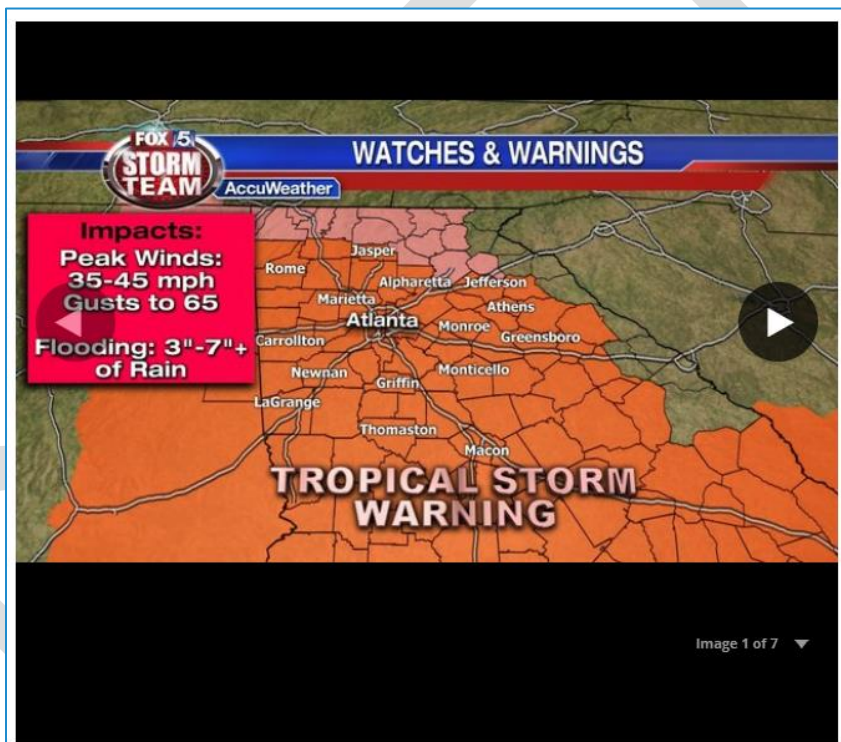 FOX 5
STORM
TEAM
AccuWeather
WATCHES & WARNINGS
Impacts:
Peak Winds:
35-45 mph
Gusts to 65
Flooding: 3"-7"+
of Rain
Jasper
Rome
Alpharetta Jefferson
Marietta
Athens
Atlanta
Monroe
Carrollton
Greensboro
Newnan
Monticello
Griffin
LaGrange
Thomaston
Macon
TROPICAL STORM
WARNING
Image 1 of 7